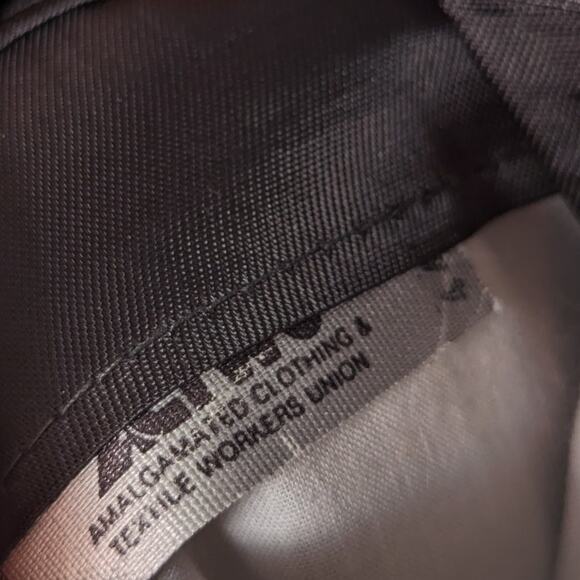 AMALGAMATED CLOTHING &
TEXTILE WORKERS UNION